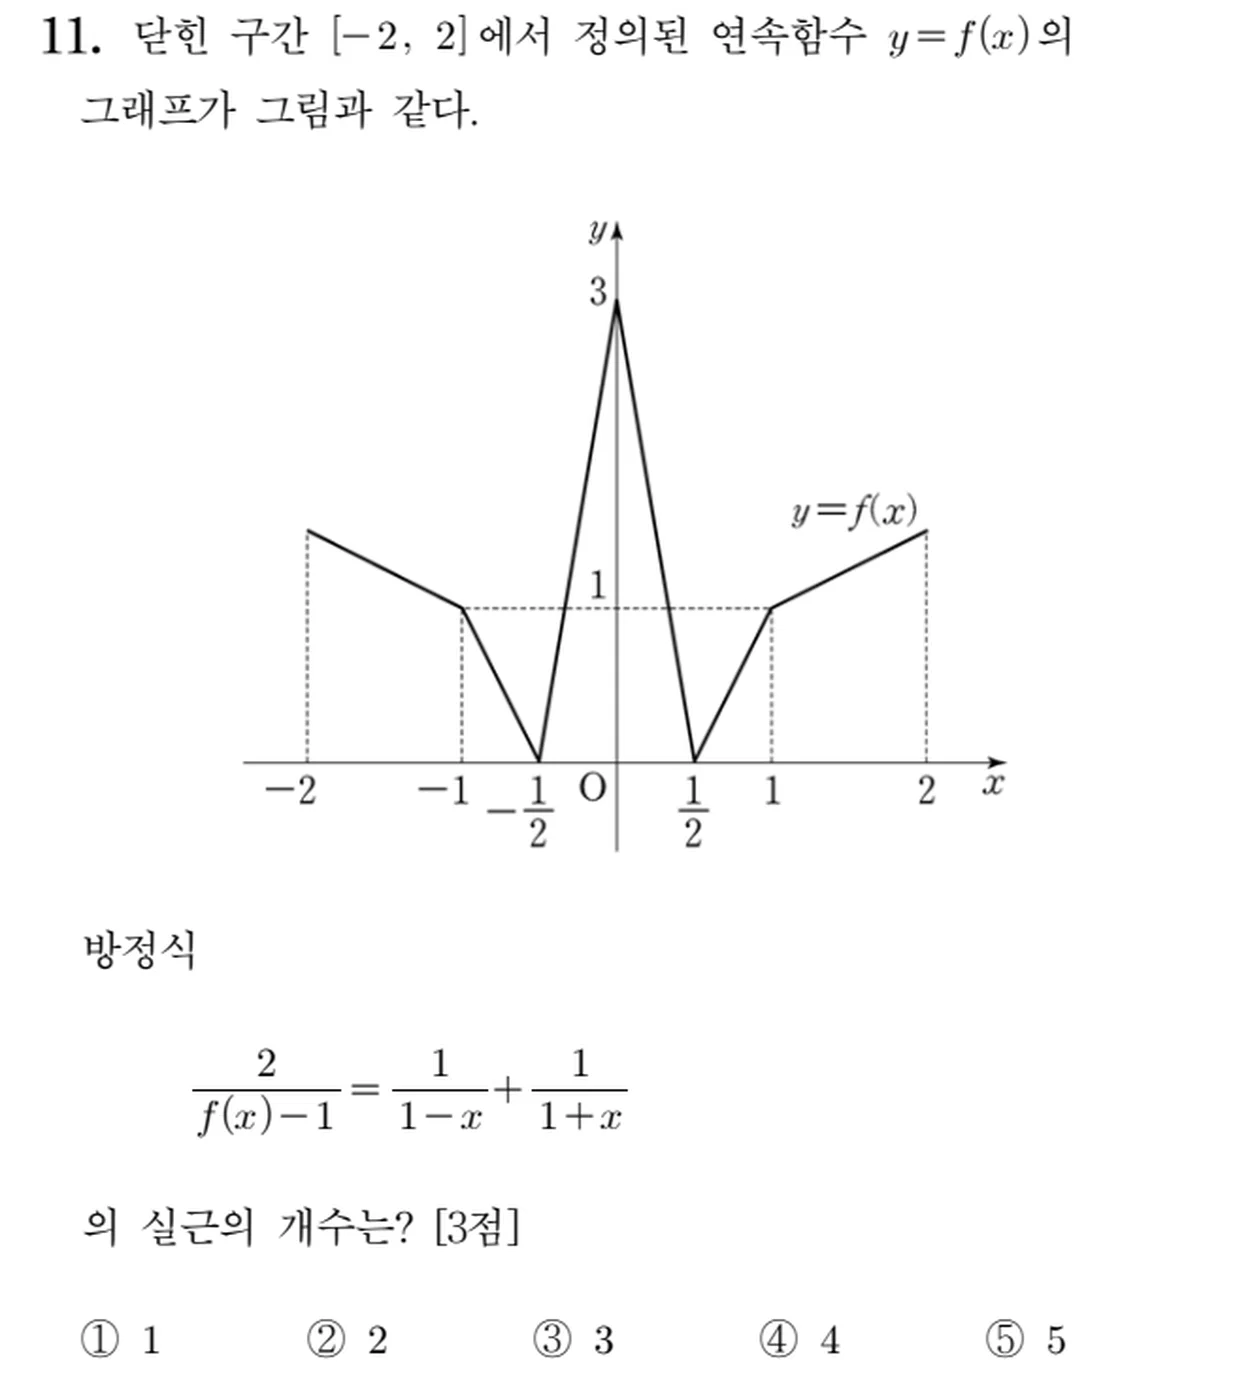 11. 닫힌 구간 [−2, 2]에서 정의된 연속함수 y=f(x)의
그래프가 그림과 같다.
y
3
y=f(x)
1
−2 −1 −1/2 O 1/2 1 2 x
방정식
2/(f(x)−1) = 1/(1−x) + 1/(1+x)
의 실근의 개수는? [3점]
① 1 ② 2 ③ 3 ④ 4 ⑤ 5